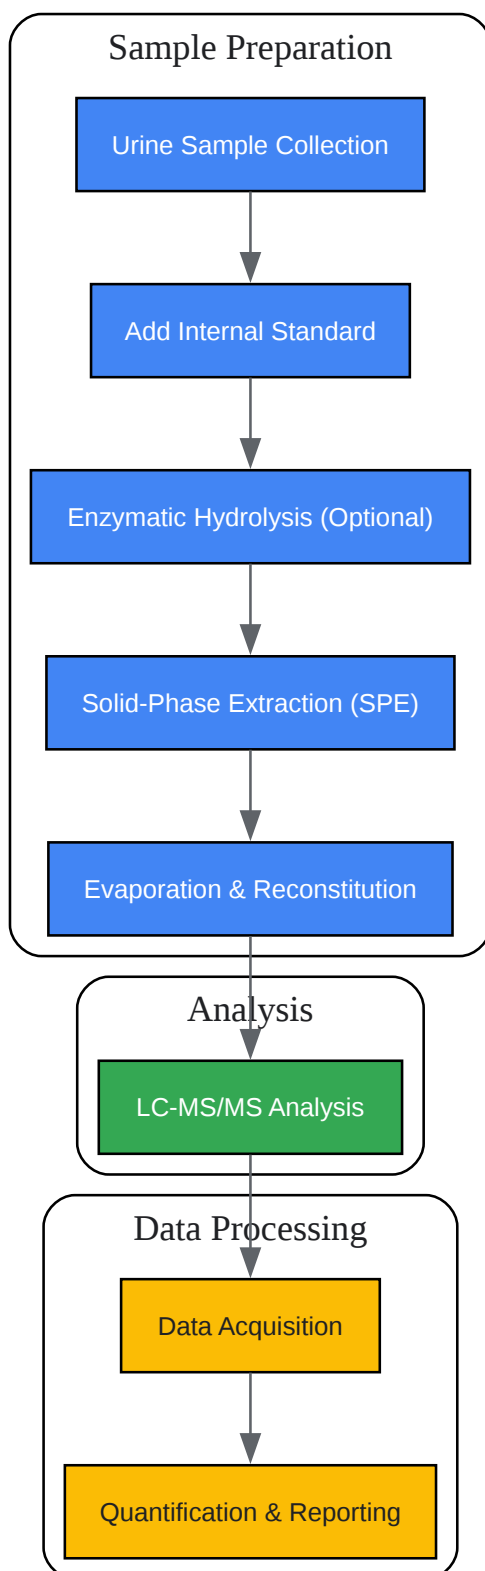 Sample Preparation
Urine Sample Collection
Add Internal Standard
Enzymatic Hydrolysis (Optional)
Solid-Phase Extraction (SPE)
Evaporation & Reconstitution
Analysis
LC-MS/MS Analysis
Data Processing
Data Acquisition
Quantification & Reporting